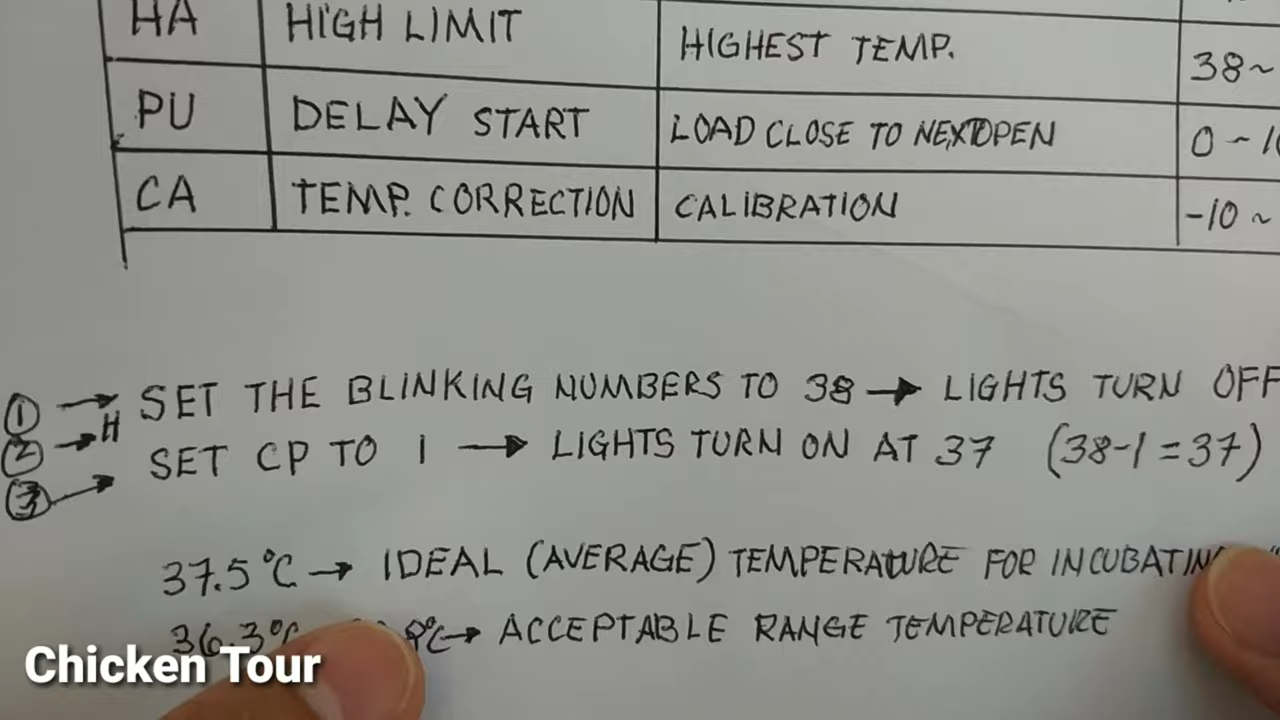 HA HIGH LIMIT HIGHEST TEMP. 38~
PU DELAY START LOAD CLOSE TO NEXTOPEN 0~
CA TEMP. CORRECTION CALIBRATION -10~
① → SET THE BLINKING NUMBERS TO 38 → LIGHTS TURN OFF
② → H
③ → SET CP TO 1 → LIGHTS TURN ON AT 37 (38-1=37)
37.5°C → IDEAL (AVERAGE) TEMPERATURE FOR
36.3°C → ACCEPTABLE RANGE TEMPERATURE
Chicken Tour